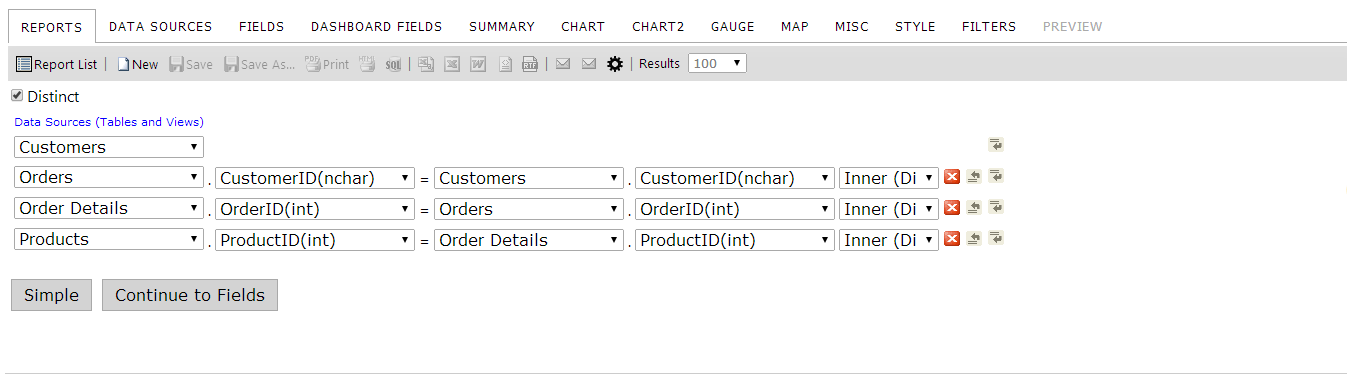 REPORTS DATA SOURCES FIELDS DASHBOARD FIELDS SUMMARY CHART CHART2 GAUGE MAP MISC STYLE FILTERS PREVIEW
Report List | New Save Save As... PDF Print HTML SQL | RTF | | Results 100
Distinct
Data Sources (Tables and Views)
Customers
Orders . CustomerID(nchar) = Customers . CustomerID(nchar) Inner (Di
Order Details . OrderID(int) = Orders . OrderID(int) Inner (Di
Products . ProductID(int) = Order Details . ProductID(int) Inner (Di
Simple Continue to Fields